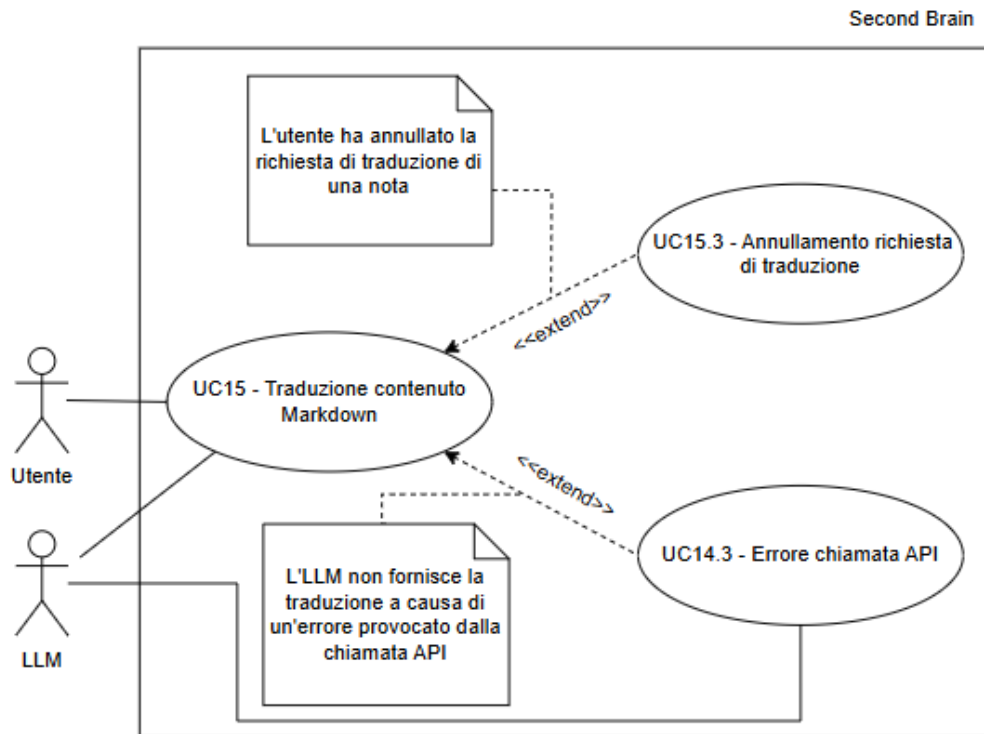 Second Brain
L'utente ha annullato la
richiesta di traduzione di
una nota
UC15.3 - Annullamento richiesta
di traduzione
<<extend>>
UC15 - Traduzione contenuto
Markdown
Utente
<<extend>>
UC14.3 - Errore chiamata API
L'LLM non fornisce la
traduzione a causa di
un'errore provocato dalla
chiamata API
LLM